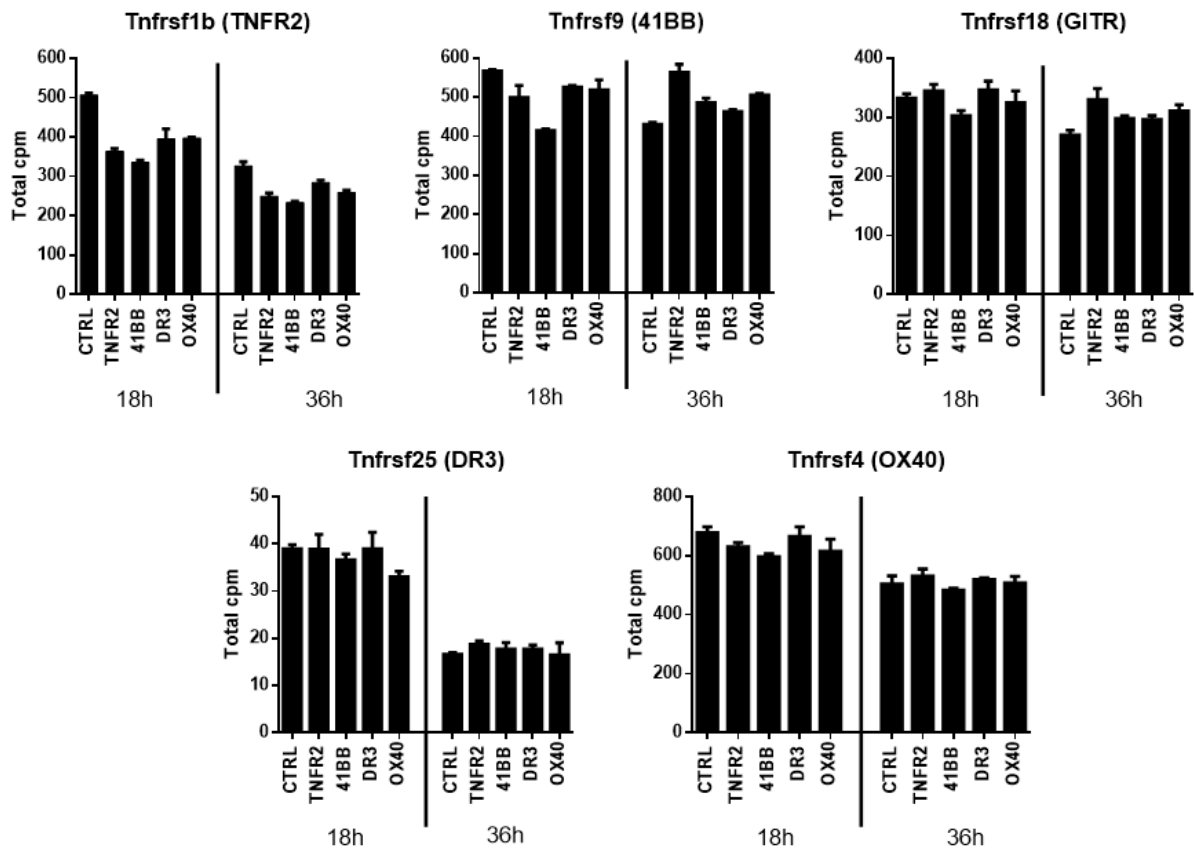 Tnfrsf1b (TNFR2)
Total cpm
600
500
400
300
200
100
0
CTRL
TNFR2
41BB
DR3
OX40
CTRL
TNFR2
41BB
DR3
OX40
18h
36h
Tnfrsf9 (41BB)
Total cpm
600
500
400
300
200
100
0
CTRL
TNFR2
41BB
DR3
OX40
CTRL
TNFR2
41BB
DR3
OX40
18h
36h
Tnfrsf18 (GITR)
Total cpm
400
300
200
100
0
CTRL
TNFR2
41BB
DR3
OX40
CTRL
TNFR2
41BB
DR3
OX40
18h
36h
Tnfrsf25 (DR3)
Total cpm
50
40
30
20
10
0
CTRL
TNFR2
41BB
DR3
OX40
CTRL
TNFR2
41BB
DR3
OX40
18h
36h
Tnfrsf4 (OX40)
Total cpm
800
600
400
200
0
CTRL
TNFR2
41BB
DR3
OX40
CTRL
TNFR2
41BB
DR3
OX40
18h
36h